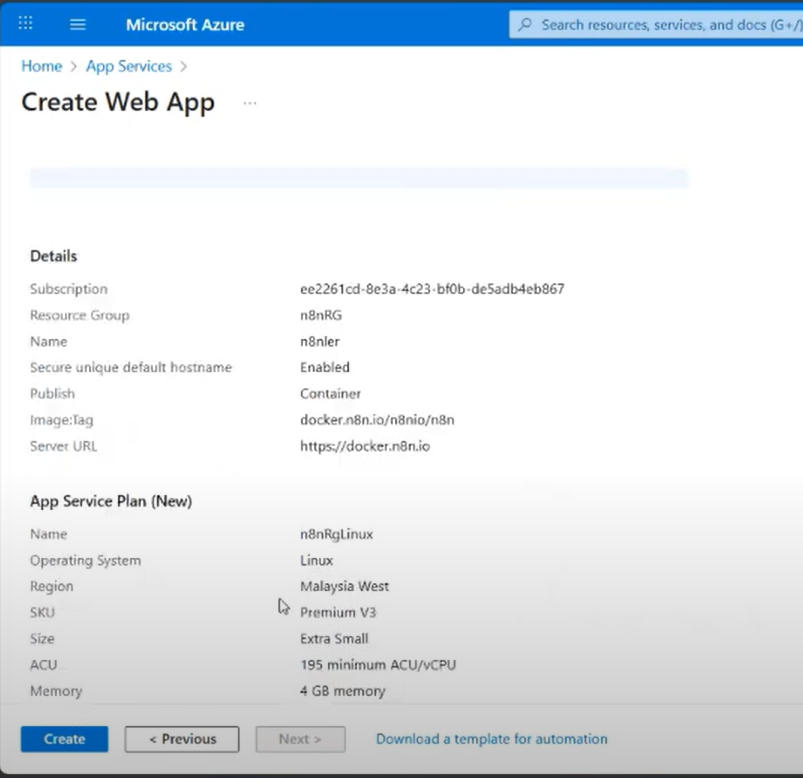 Microsoft Azure
Search resources, services, and docs (G+/)
Home > App Services >
Create Web App ...
Details
Subscription ee2261cd-8e3a-4c23-bf0b-de5adb4eb867
Resource Group n8nRG
Name n8nler
Secure unique default hostname Enabled
Publish Container
Image:Tag docker.n8n.io/n8nio/n8n
Server URL https://docker.n8n.io
App Service Plan (New)
Name n8nRgLinux
Operating System Linux
Region Malaysia West
SKU Premium V3
Size Extra Small
ACU 195 minimum ACU/vCPU
Memory 4 GB memory
Create < Previous Next > Download a template for automation